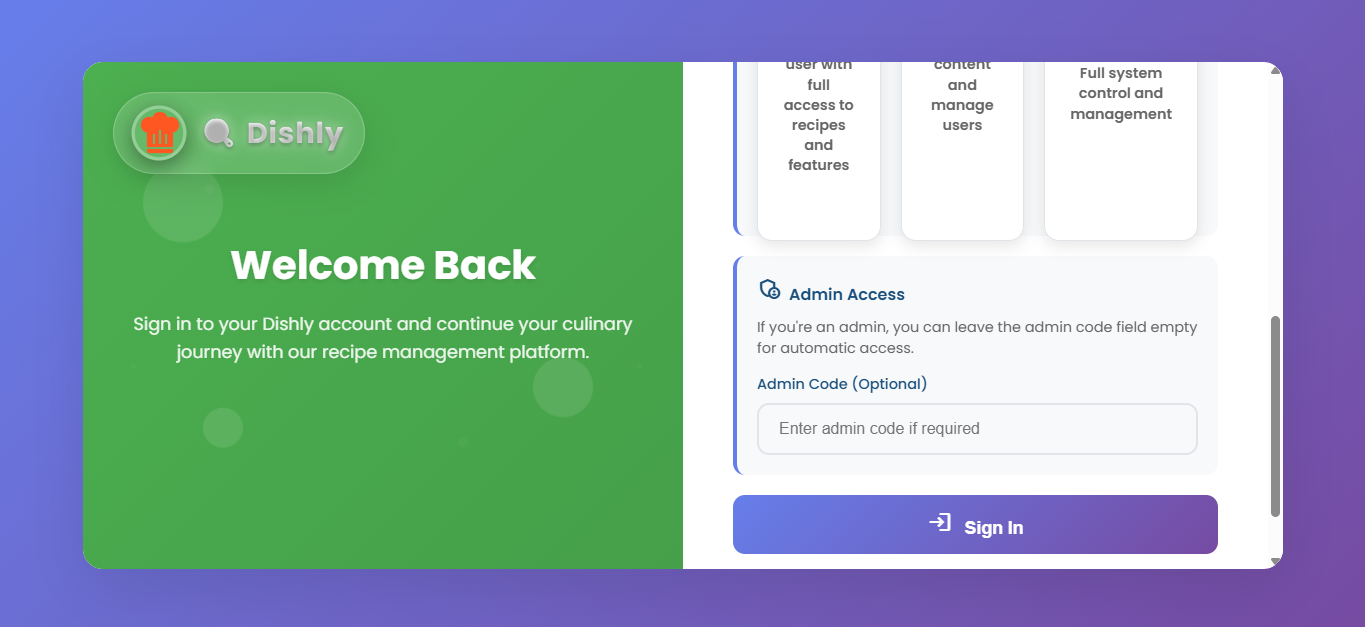 Dishly
Welcome Back
Sign in to your Dishly account and continue your culinary
journey with our recipe management platform.
user with
full
access to
recipes
and
features
content
and
manage
users
Full system
control and
management
Admin Access
If you're an admin, you can leave the admin code field empty
for automatic access.
Admin Code (Optional)
Enter admin code if required
Sign In